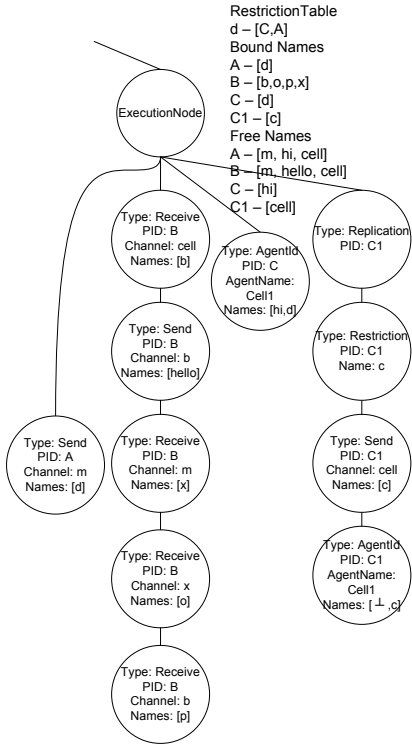 RestrictionTable
d – [C,A]
Bound Names
A – [d]
B – [b,o,p,x]
C – [d]
C1 – [c]
Free Names
A – [m, hi, cell]
B – [m, hello, cell]
C – [hi]
C1 – [cell]
ExecutionNode
Type: Send
PID: A
Channel: m
Names: [d]
Type: Receive
PID: B
Channel: cell
Names: [b]
Type: Send
PID: B
Channel: b
Names: [hello]
Type: Receive
PID: B
Channel: m
Names: [x]
Type: Receive
PID: B
Channel: x
Names: [o]
Type: Receive
PID: B
Channel: b
Names: [p]
Type: AgentId
PID: C
AgentName:
Cell1
Names: [hi,d]
Type: Replication
PID: C1
Type: Restriction
PID: C1
Name: c
Type: Send
PID: C1
Channel: cell
Names: [c]
Type: AgentId
PID: C1
AgentName:
Cell1
Names: [⊥,c]